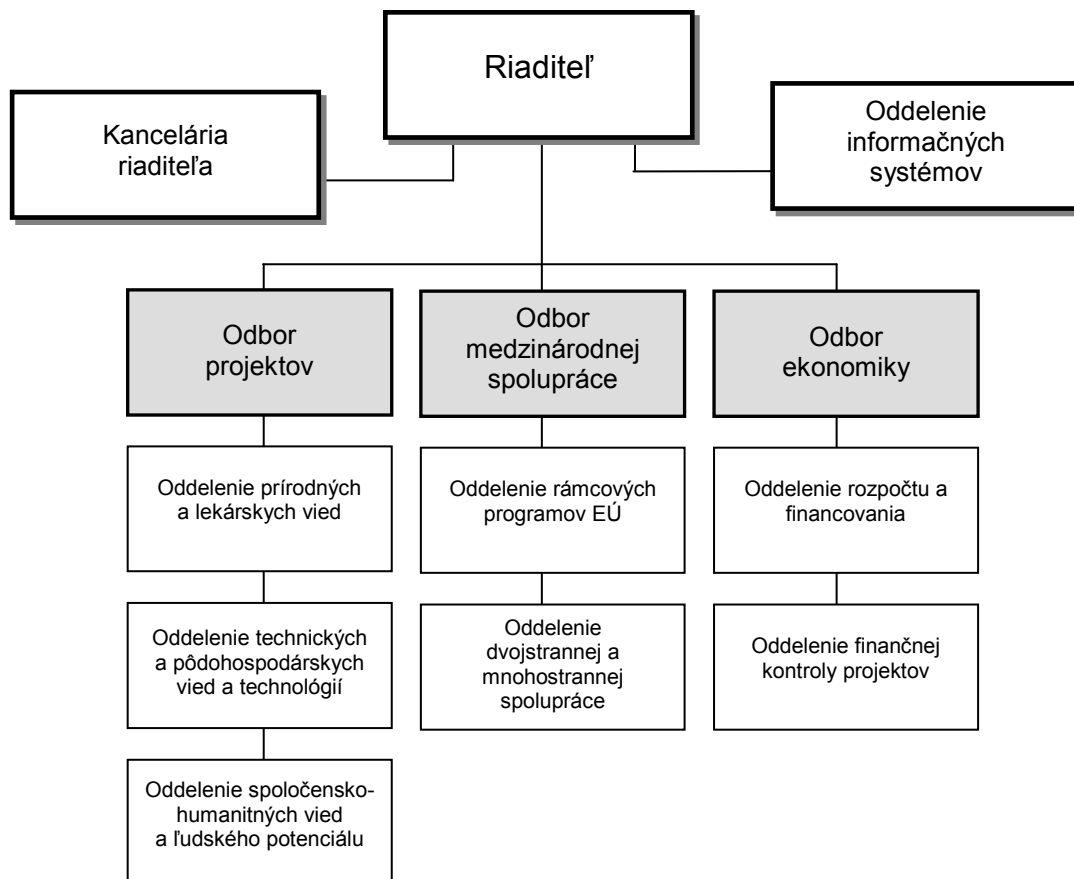 Riaditeľ
Kancelária
riaditeľa
Oddelenie
informačných
systémov
Odbor
projektov
Odbor
medzinárodnej
spolupráce
Odbor
ekonomiky
Oddelenie prírodných
a lekárskych vied
Oddelenie rámcových
programov EÚ
Oddelenie rozpočtu a
financovania
Oddelenie technických
a pôdohospodárskych
vied a technológií
Oddelenie
dvojstrannej a
mnohostrannej
spolupráce
Oddelenie finančnej
kontroly projektov
Oddelenie spoločensko-
humanitných vied
a ľudského potenciálu